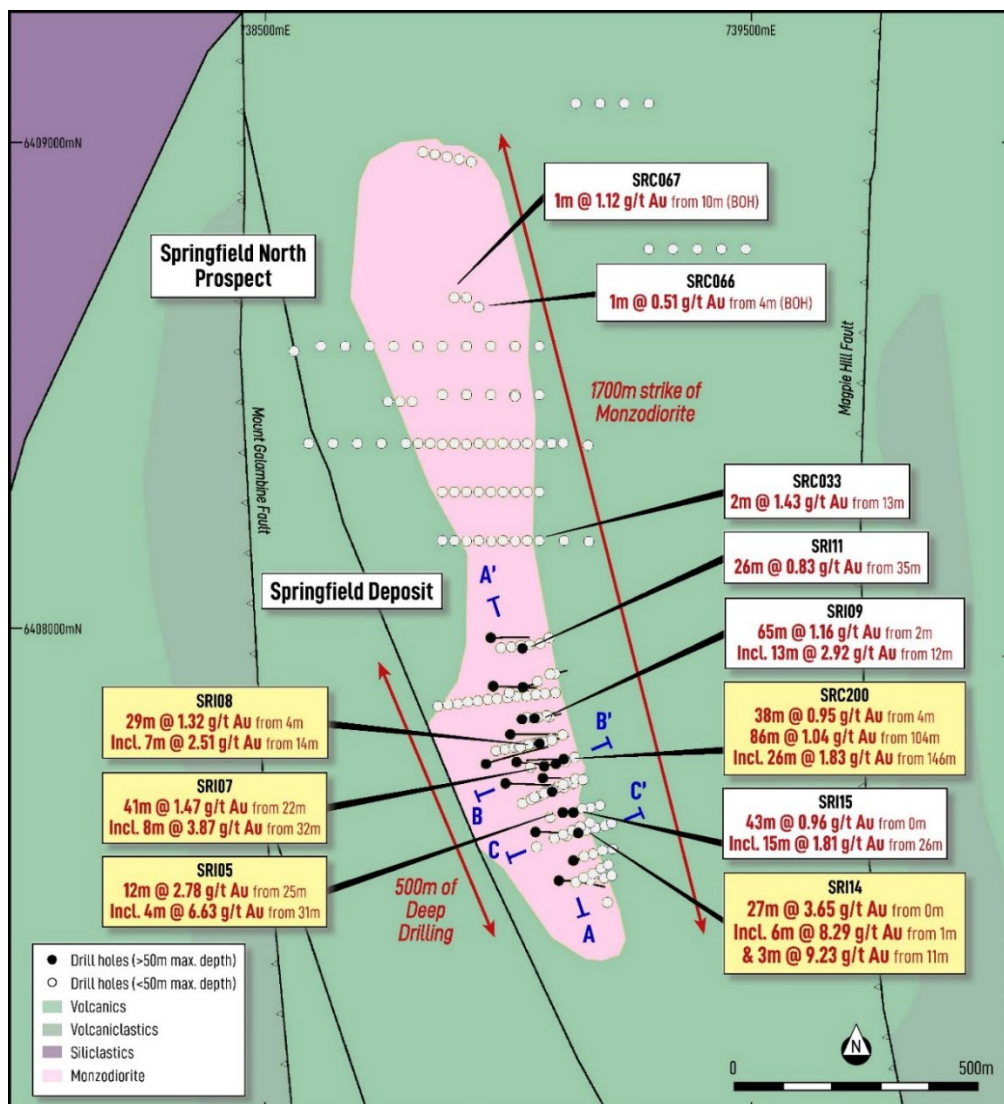 738500mE
739500mE
6409000mN
SRC067
1m @ 1.12 g/t Au from 10m (BOH)
Springfield North
Prospect
SRC066
1m @ 0.51 g/t Au from 4m (BOH)
Magpie Hill Fault
1700m strike of
Monzodiorite
Mount Galambine Fault
SRC033
2m @ 1.43 g/t Au from 13m
SRI11
26m @ 0.83 g/t Au from 35m
A'
Springfield Deposit
6408000mN
SRI09
65m @ 1.16 g/t Au from 2m
Incl. 13m @ 2.92 g/t Au from 12m
SRI08
29m @ 1.32 g/t Au from 4m
Incl. 7m @ 2.51 g/t Au from 14m
SRC200
38m @ 0.95 g/t Au from 4m
86m @ 1.04 g/t Au from 104m
Incl. 26m @ 1.83 g/t Au from 146m
B'
SRI07
41m @ 1.47 g/t Au from 22m
Incl. 8m @ 3.87 g/t Au from 32m
B
C'
SRI15
43m @ 0.96 g/t Au from 0m
Incl. 15m @ 1.81 g/t Au from 26m
C
SRI05
12m @ 2.78 g/t Au from 25m
Incl. 4m @ 6.63 g/t Au from 31m
500m of
Deep
Drilling
A
SRI14
27m @ 3.65 g/t Au from 0m
Incl. 6m @ 8.29 g/t Au from 1m
& 3m @ 9.23 g/t Au from 11m
Drill holes (>50m max. depth)
Drill holes (<50m max. depth)
Volcanics
Volcaniclastics
Siliclastics
Monzodiorite
N
0
500m